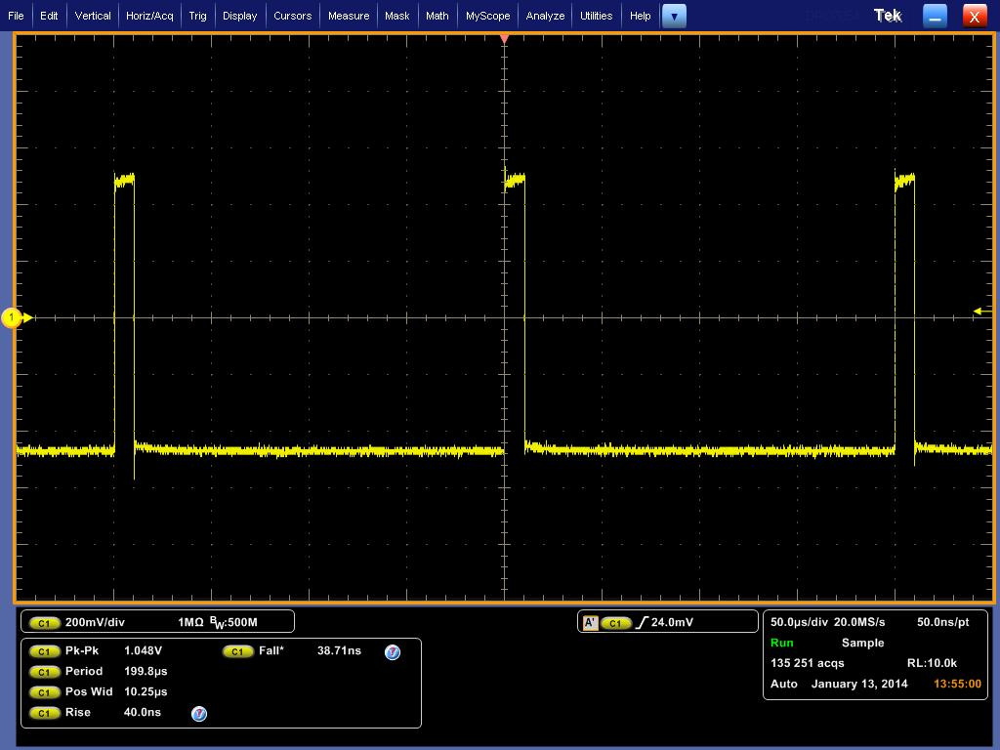 File Edit Vertical Horiz/Acq Trig Display Cursors Measure Mask Math MyScope Analyze Utilities Help Tek X
1
C1 200mV/div 1MΩ BW:500M
A' C1 24.0mV
50.0µs/div 20.0MS/s 50.0ns/pt
Run Sample
135 251 acqs RL:10.0k
Auto January 13, 2014 13:55:00
C1 Pk-Pk 1.048V C1 Fall* 38.71ns
C1 Period 199.8µs
C1 Pos Wid 10.25µs
C1 Rise 40.0ns